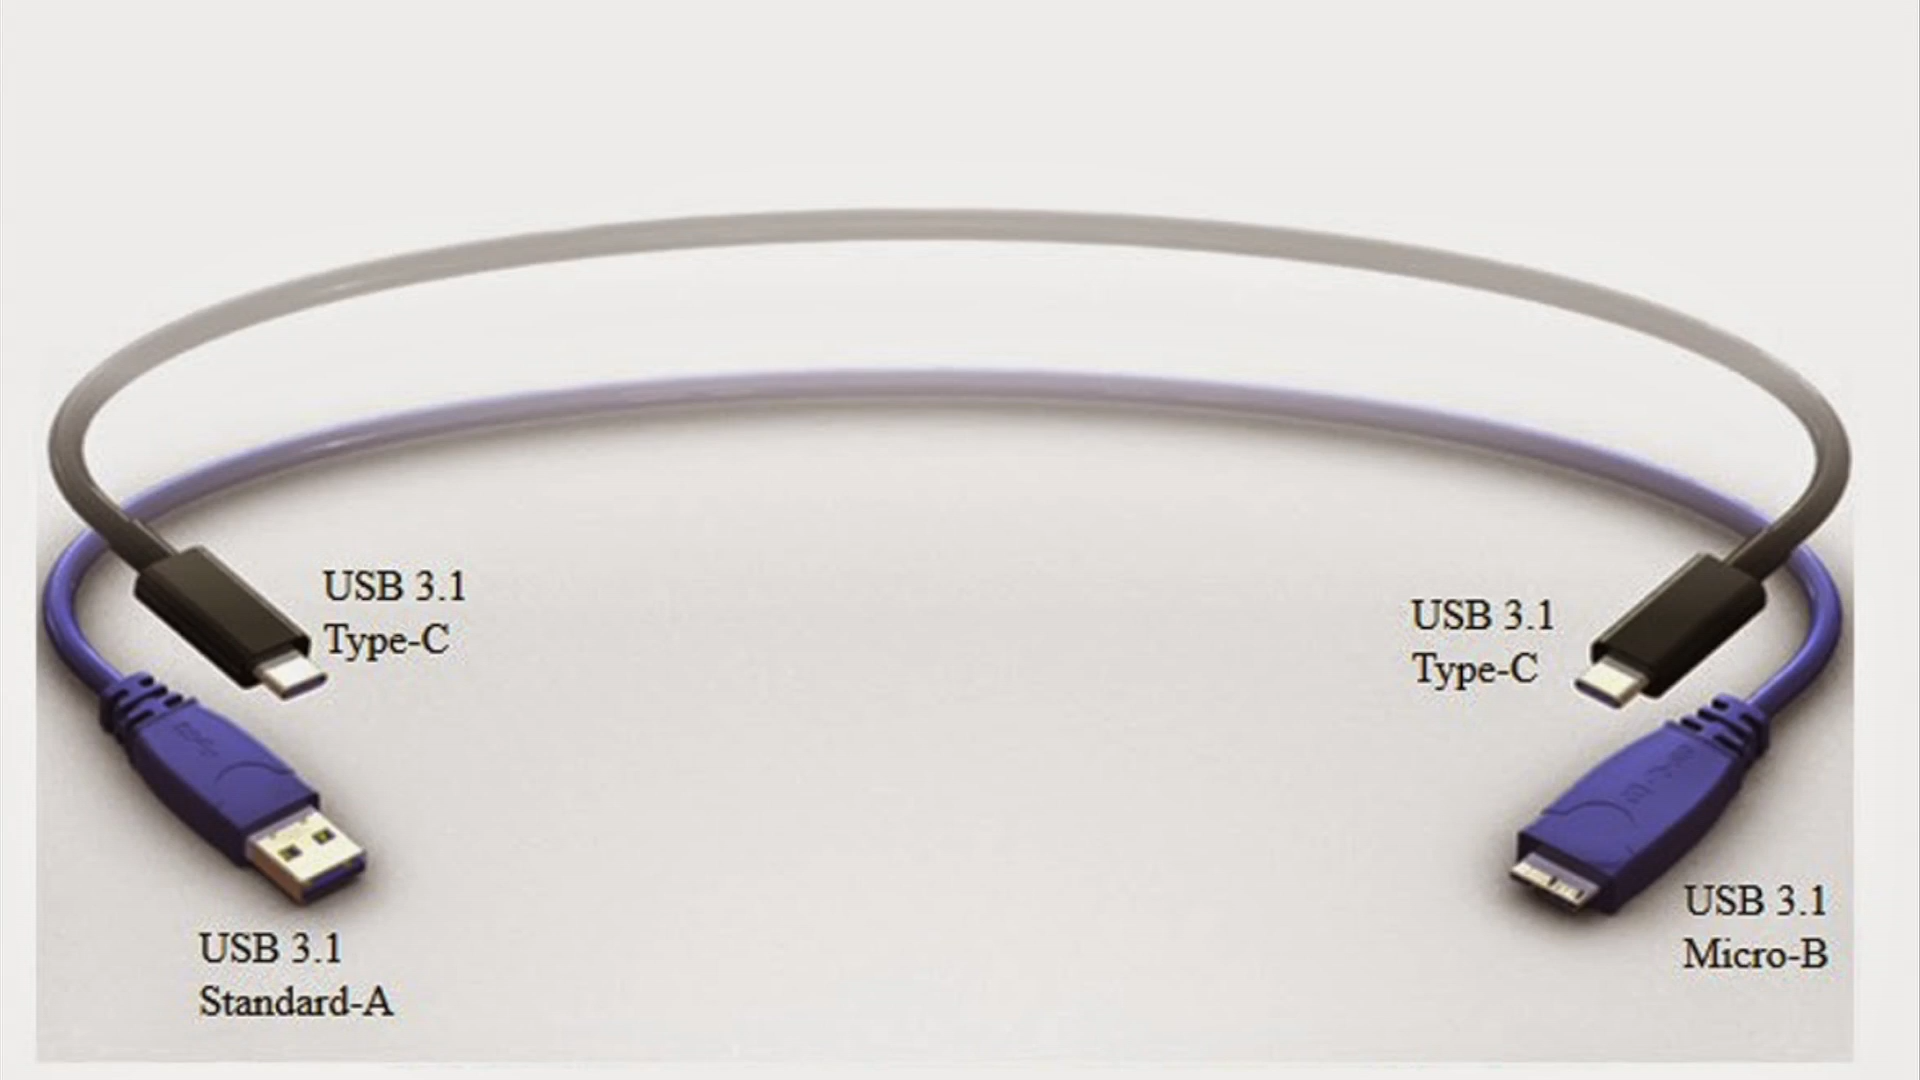 USB 3.1
Type-C
USB 3.1
Type-C
USB 3.1
Standard-A
USB 3.1
Micro-B